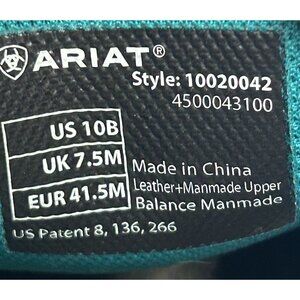 ARIAT®
Style: 10020042
4500043100
US 10B
UK 7.5M
EUR 41.5M
Made in China
Leather+Manmade Upper
Balance Manmade
US Patent 8, 136, 266